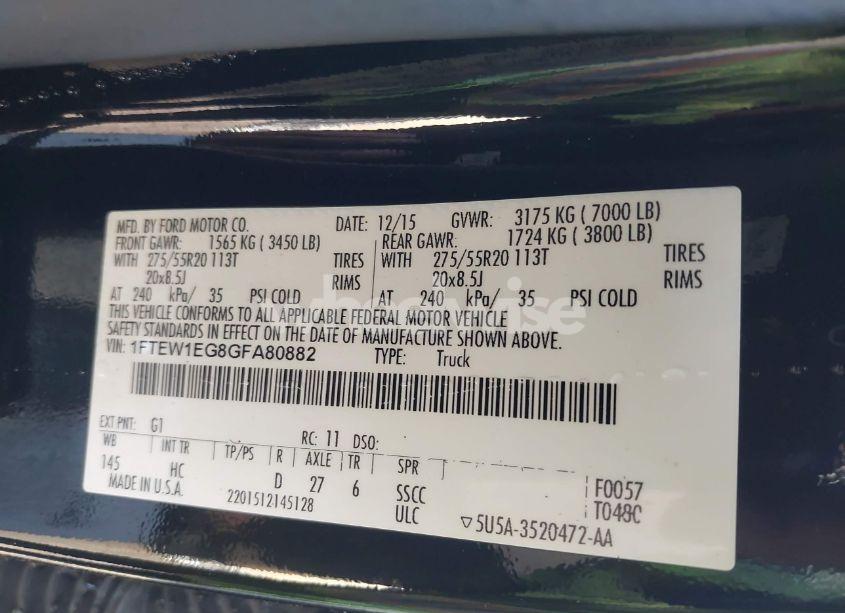 MFD. BY FORD MOTOR CO. DATE: 12/15 GVWR: 3175 KG ( 7000 LB)
FRONT GAWR: 1565 KG ( 3450 LB) REAR GAWR: 1724 KG ( 3800 LB)
WITH 275/55R20 113T TIRES WITH 275/55R20 113T TIRES
20x8.5J RIMS 20x8.5J RIMS
AT 240 kPa/ 35 PSI COLD AT 240 kPa/ 35 PSI COLD
THIS VEHICLE CONFORMS TO ALL APPLICABLE FEDERAL MOTOR VEHICLE
SAFETY STANDARDS IN EFFECT ON THE DATE OF MANUFACTURE SHOWN ABOVE.
VIN: 1FTEW1EG8GFA80882 TYPE: Truck
EXT PNT: G1 RC: 11 DSO:
WB INT TR TP/PS R AXLE TR SPR
145 HC D 27 6 SSCC F0057
MADE IN U.S.A. 2201512145128 ULC T048C
5U5A-3520472-AA